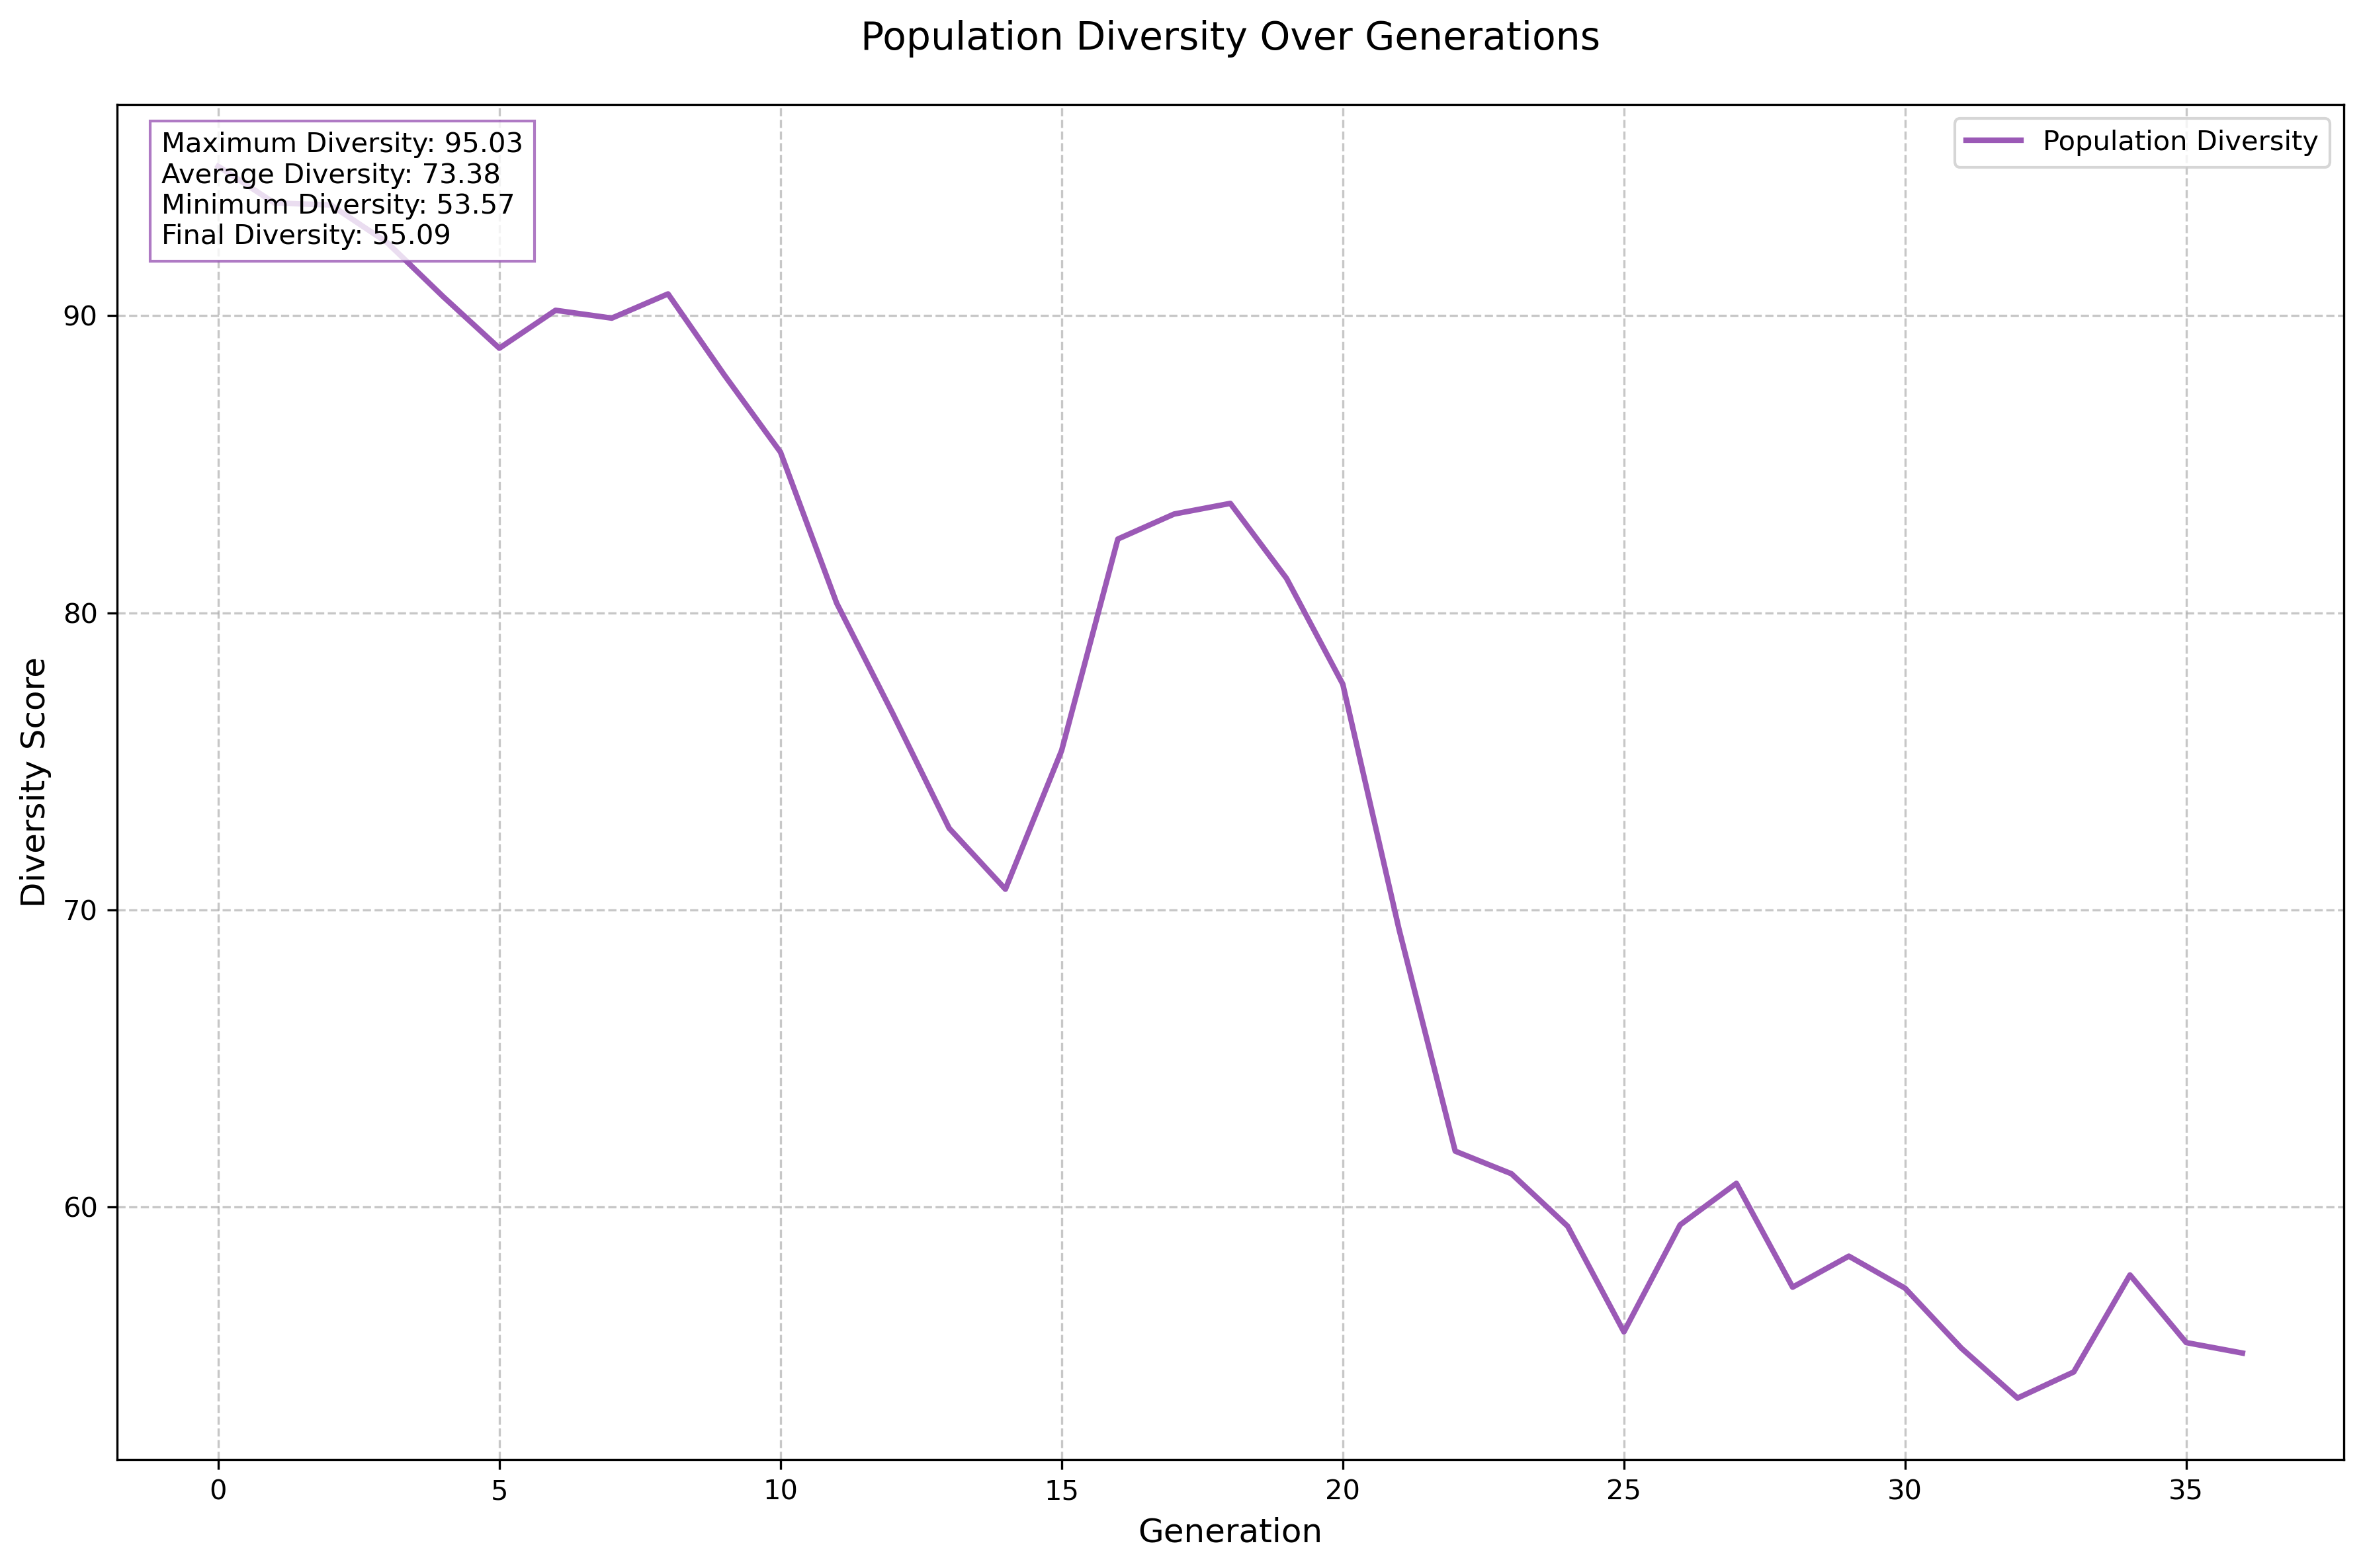 Population Diversity Over Generations
Maximum Diversity: 95.03
Average Diversity: 73.38
Minimum Diversity: 53.57
Final Diversity: 55.09
Population Diversity
Diversity Score
90
80
70
60
0 5 10 15 20 25 30 35
Generation